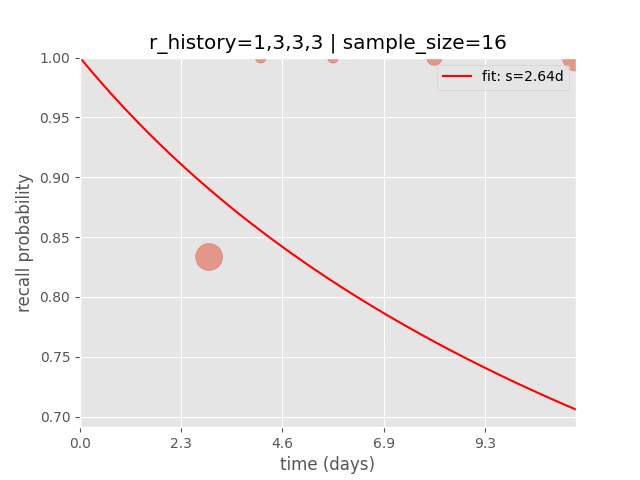 r_history=1,3,3,3 | sample_size=16
1.00
0.95
0.90
0.85
0.80
0.75
0.70
recall probability
fit: s=2.64d
0.0 2.3 4.6 6.9 9.3
time (days)